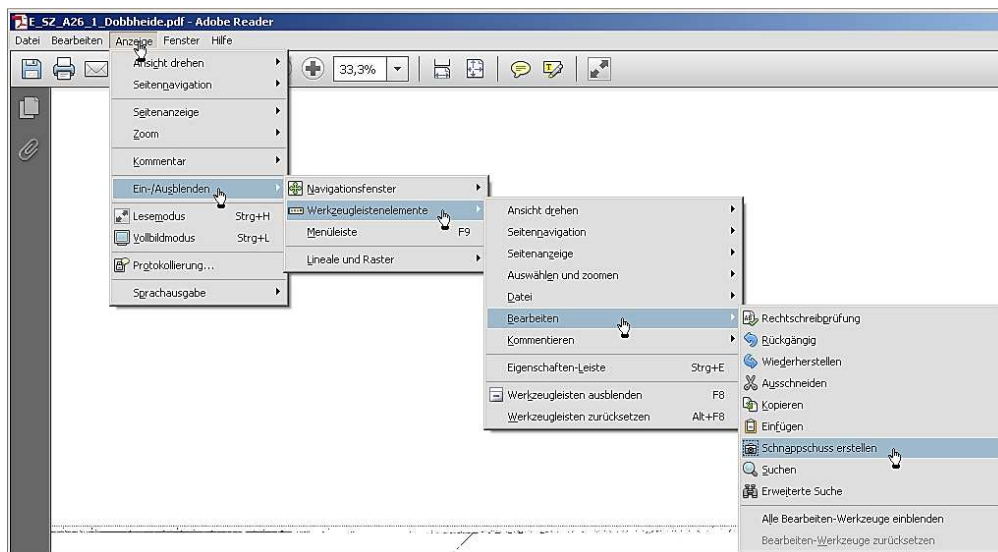 E_SZ_A26_1_Dobbheide.pdf - Adobe Reader
Datei Bearbeiten Anzeige Fenster Hilfe
33,3%
Ansicht drehen
Seitennavigation
Seitenanzeige
Zoom
Kommentar
Ein-/Ausblenden
Lesemodus Strg+H
Vollbildmodus Strg+L
Protokollierung...
Sprachausgabe
Navigationsfenster
Werkzeugleistenelemente
Menüleiste F9
Lineale und Raster
Ansicht drehen
Seitennavigation
Seitenanzeige
Auswählen und zoomen
Datei
Bearbeiten
Kommentieren
Eigenschaften-Leiste Strg+E
Werkzeugleisten ausblenden F8
Werkzeugleisten zurücksetzen Alt+F8
Rechtschreibprüfung
Rückgängig
Wiederherstellen
Ausschneiden
Kopieren
Einfügen
Schnappschuss erstellen
Suchen
Erweiterte Suche
Alle Bearbeiten-Werkzeuge einblenden
Bearbeiten-Werkzeuge zurücksetzen